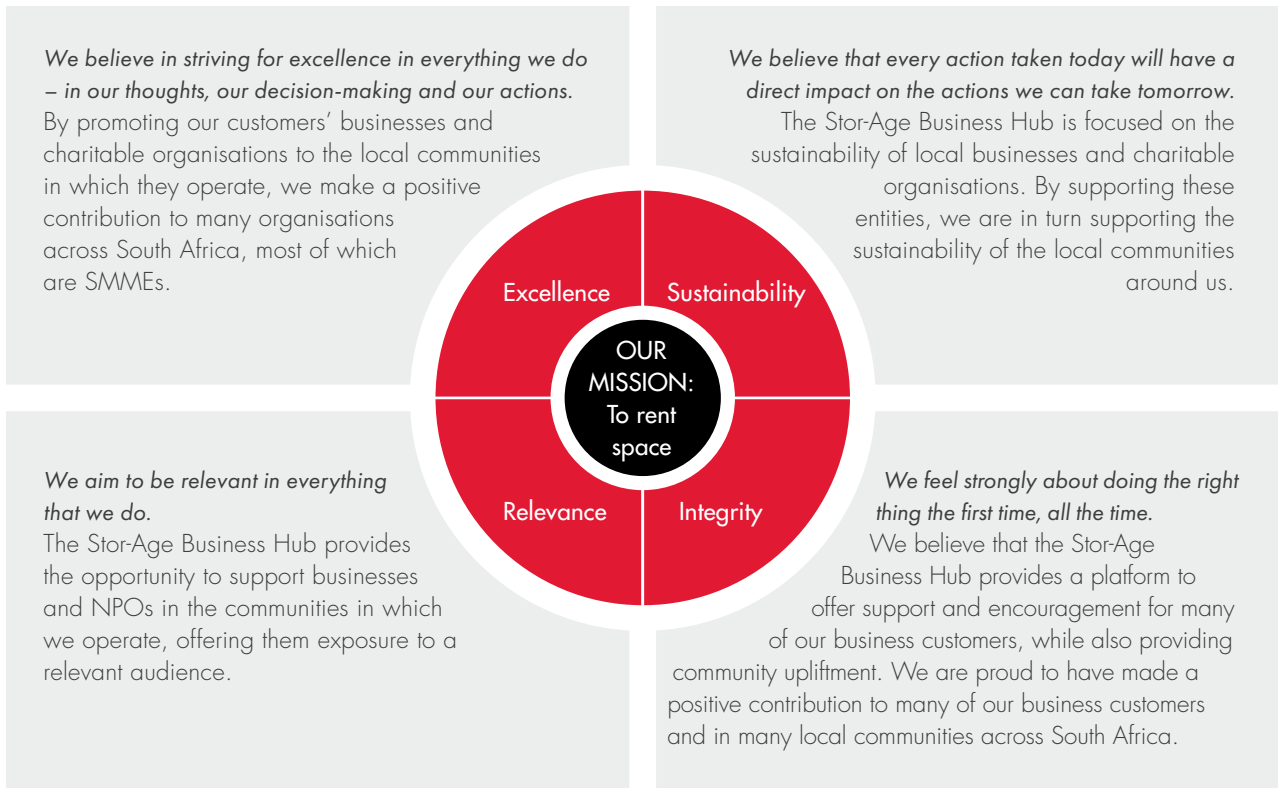 We believe in striving for excellence in everything we do
– in our thoughts, our decision-making and our actions.
By promoting our customers’ businesses and
charitable organisations to the local communities
in which they operate, we make a positive
contribution to many organisations
across South Africa, most of which
are SMMEs.
We believe that every action taken today will have a
direct impact on the actions we can take tomorrow.
The Stor-Age Business Hub is focused on the
sustainability of local businesses and charitable
organisations. By supporting these
entities, we are in turn supporting the
sustainability of the local communities
around us.
Excellence
Sustainability
OUR
MISSION:
To rent
space
Relevance
Integrity
We aim to be relevant in everything
that we do.
The Stor-Age Business Hub provides
the opportunity to support businesses
and NPOs in the communities in which
we operate, offering them exposure to a
relevant audience.
We feel strongly about doing the right
thing the first time, all the time.
We believe that the Stor-Age
Business Hub provides a platform to
offer support and encouragement for many
of our business customers, while also providing
community upliftment. We are proud to have made a
positive contribution to many of our business customers
and in many local communities across South Africa.